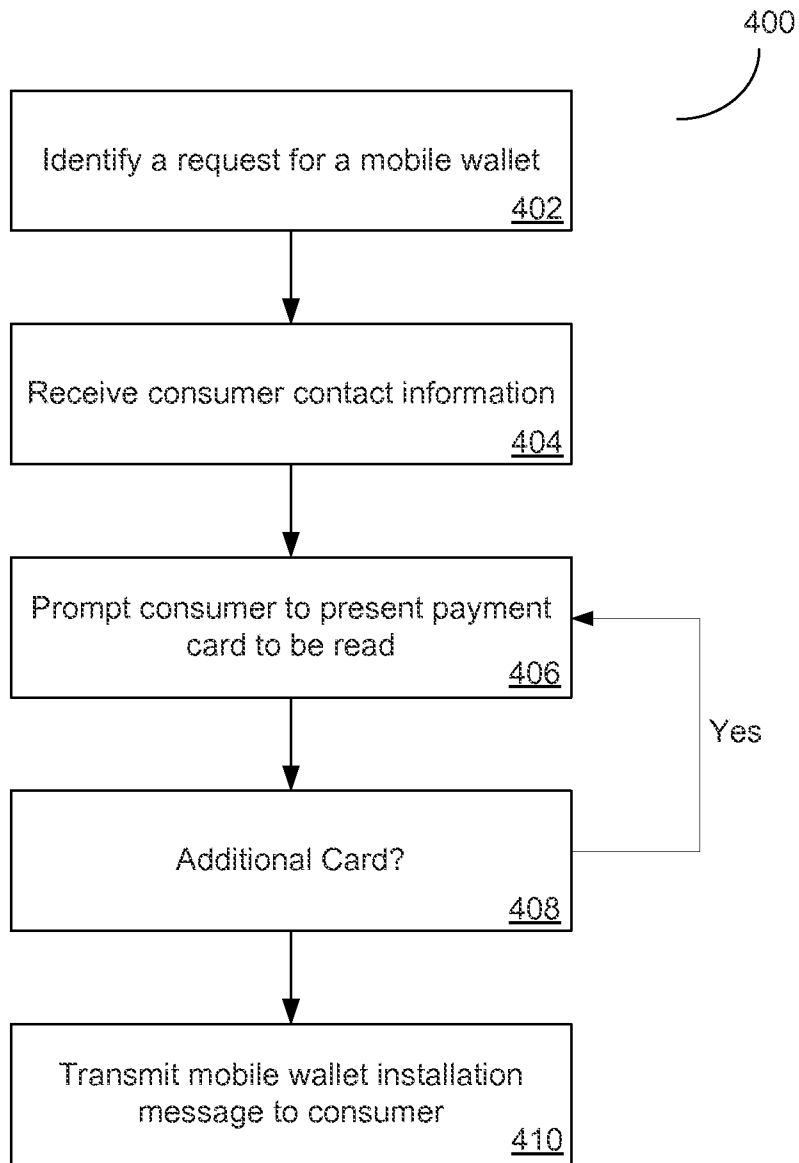 400
Identify a request for a mobile wallet
402
Receive consumer contact information
404
Prompt consumer to present payment
card to be read
406
Yes
Additional Card?
408
Transmit mobile wallet installation
message to consumer
410